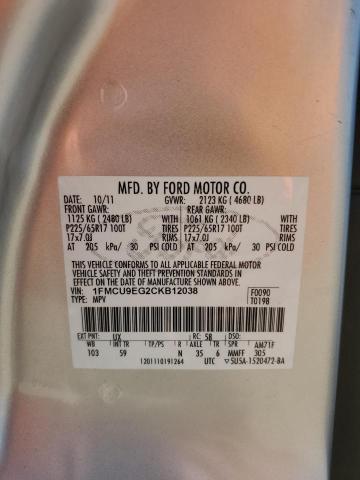 MFD. BY FORD MOTOR CO.
DATE: 10/11 GVWR: 2123 KG (4680 LB)
FRONT GAWR: REAR GAWR:
1125 KG (2480 LB) 1061 KG (2340 LB)
P225/65R17 100T TIRES P225/65R17 100T TIRES
17x7.0J RIMS 17x7.0J RIMS
AT 205 kPa/ 30 PSI COLD AT 205 kPa/ 30 PSI COLD
THIS VEHICLE CONFORMS TO ALL APPLICABLE FEDERAL MOTOR
VEHICLE SAFETY AND THEFT PREVENTION STANDARDS IN
EFFECT ON THE DATE OF MANUFACTURE SHOWN ABOVE.
VIN: 1FMCU9EG2CKB12038 F0090
TYPE: MPV T0198
EXT PNT: UX RC: 58 DSO:
WB INT TR TP/PS R AXLE TR SPR AM71F
103 S9 N 35 6 MMFF 305
1201110191264 UTC ▽5U5A-1520472-BA